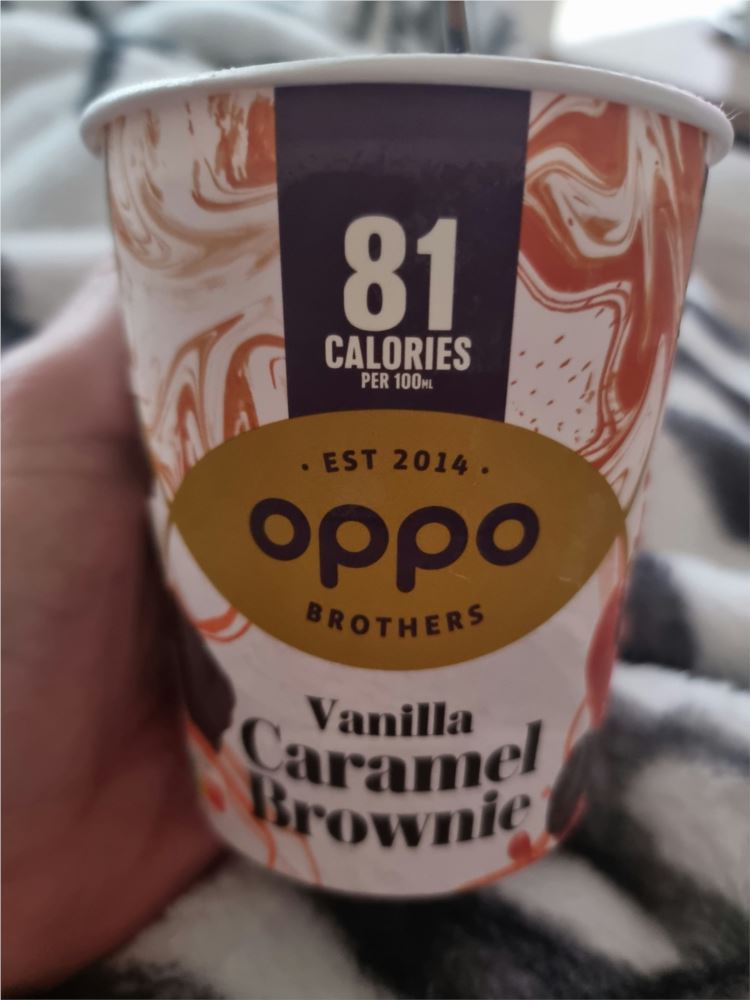 81
CALORIES
PER 100ML
· EST 2014 ·
oppo
BROTHERS
Vanilla
Caramel
Brownie